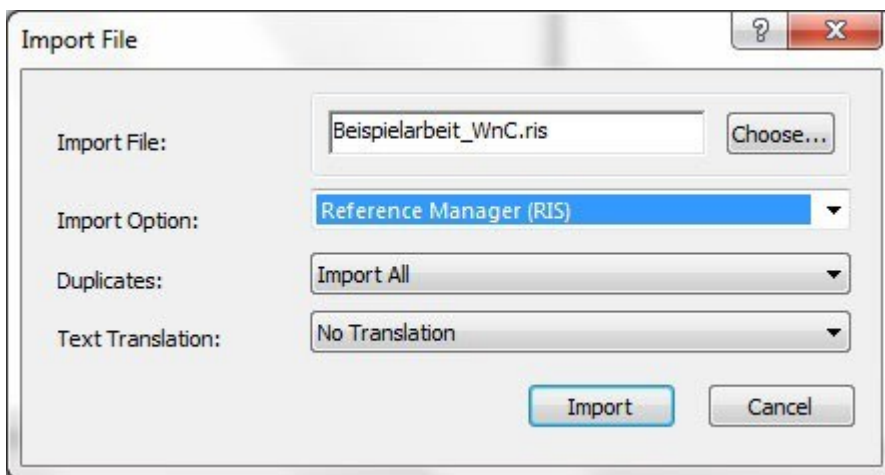 Import File
Import File:
Beispielarbeit_WnC.ris
Choose...
Import Option:
Reference Manager (RIS)
Duplicates:
Import All
Text Translation:
No Translation
Import
Cancel